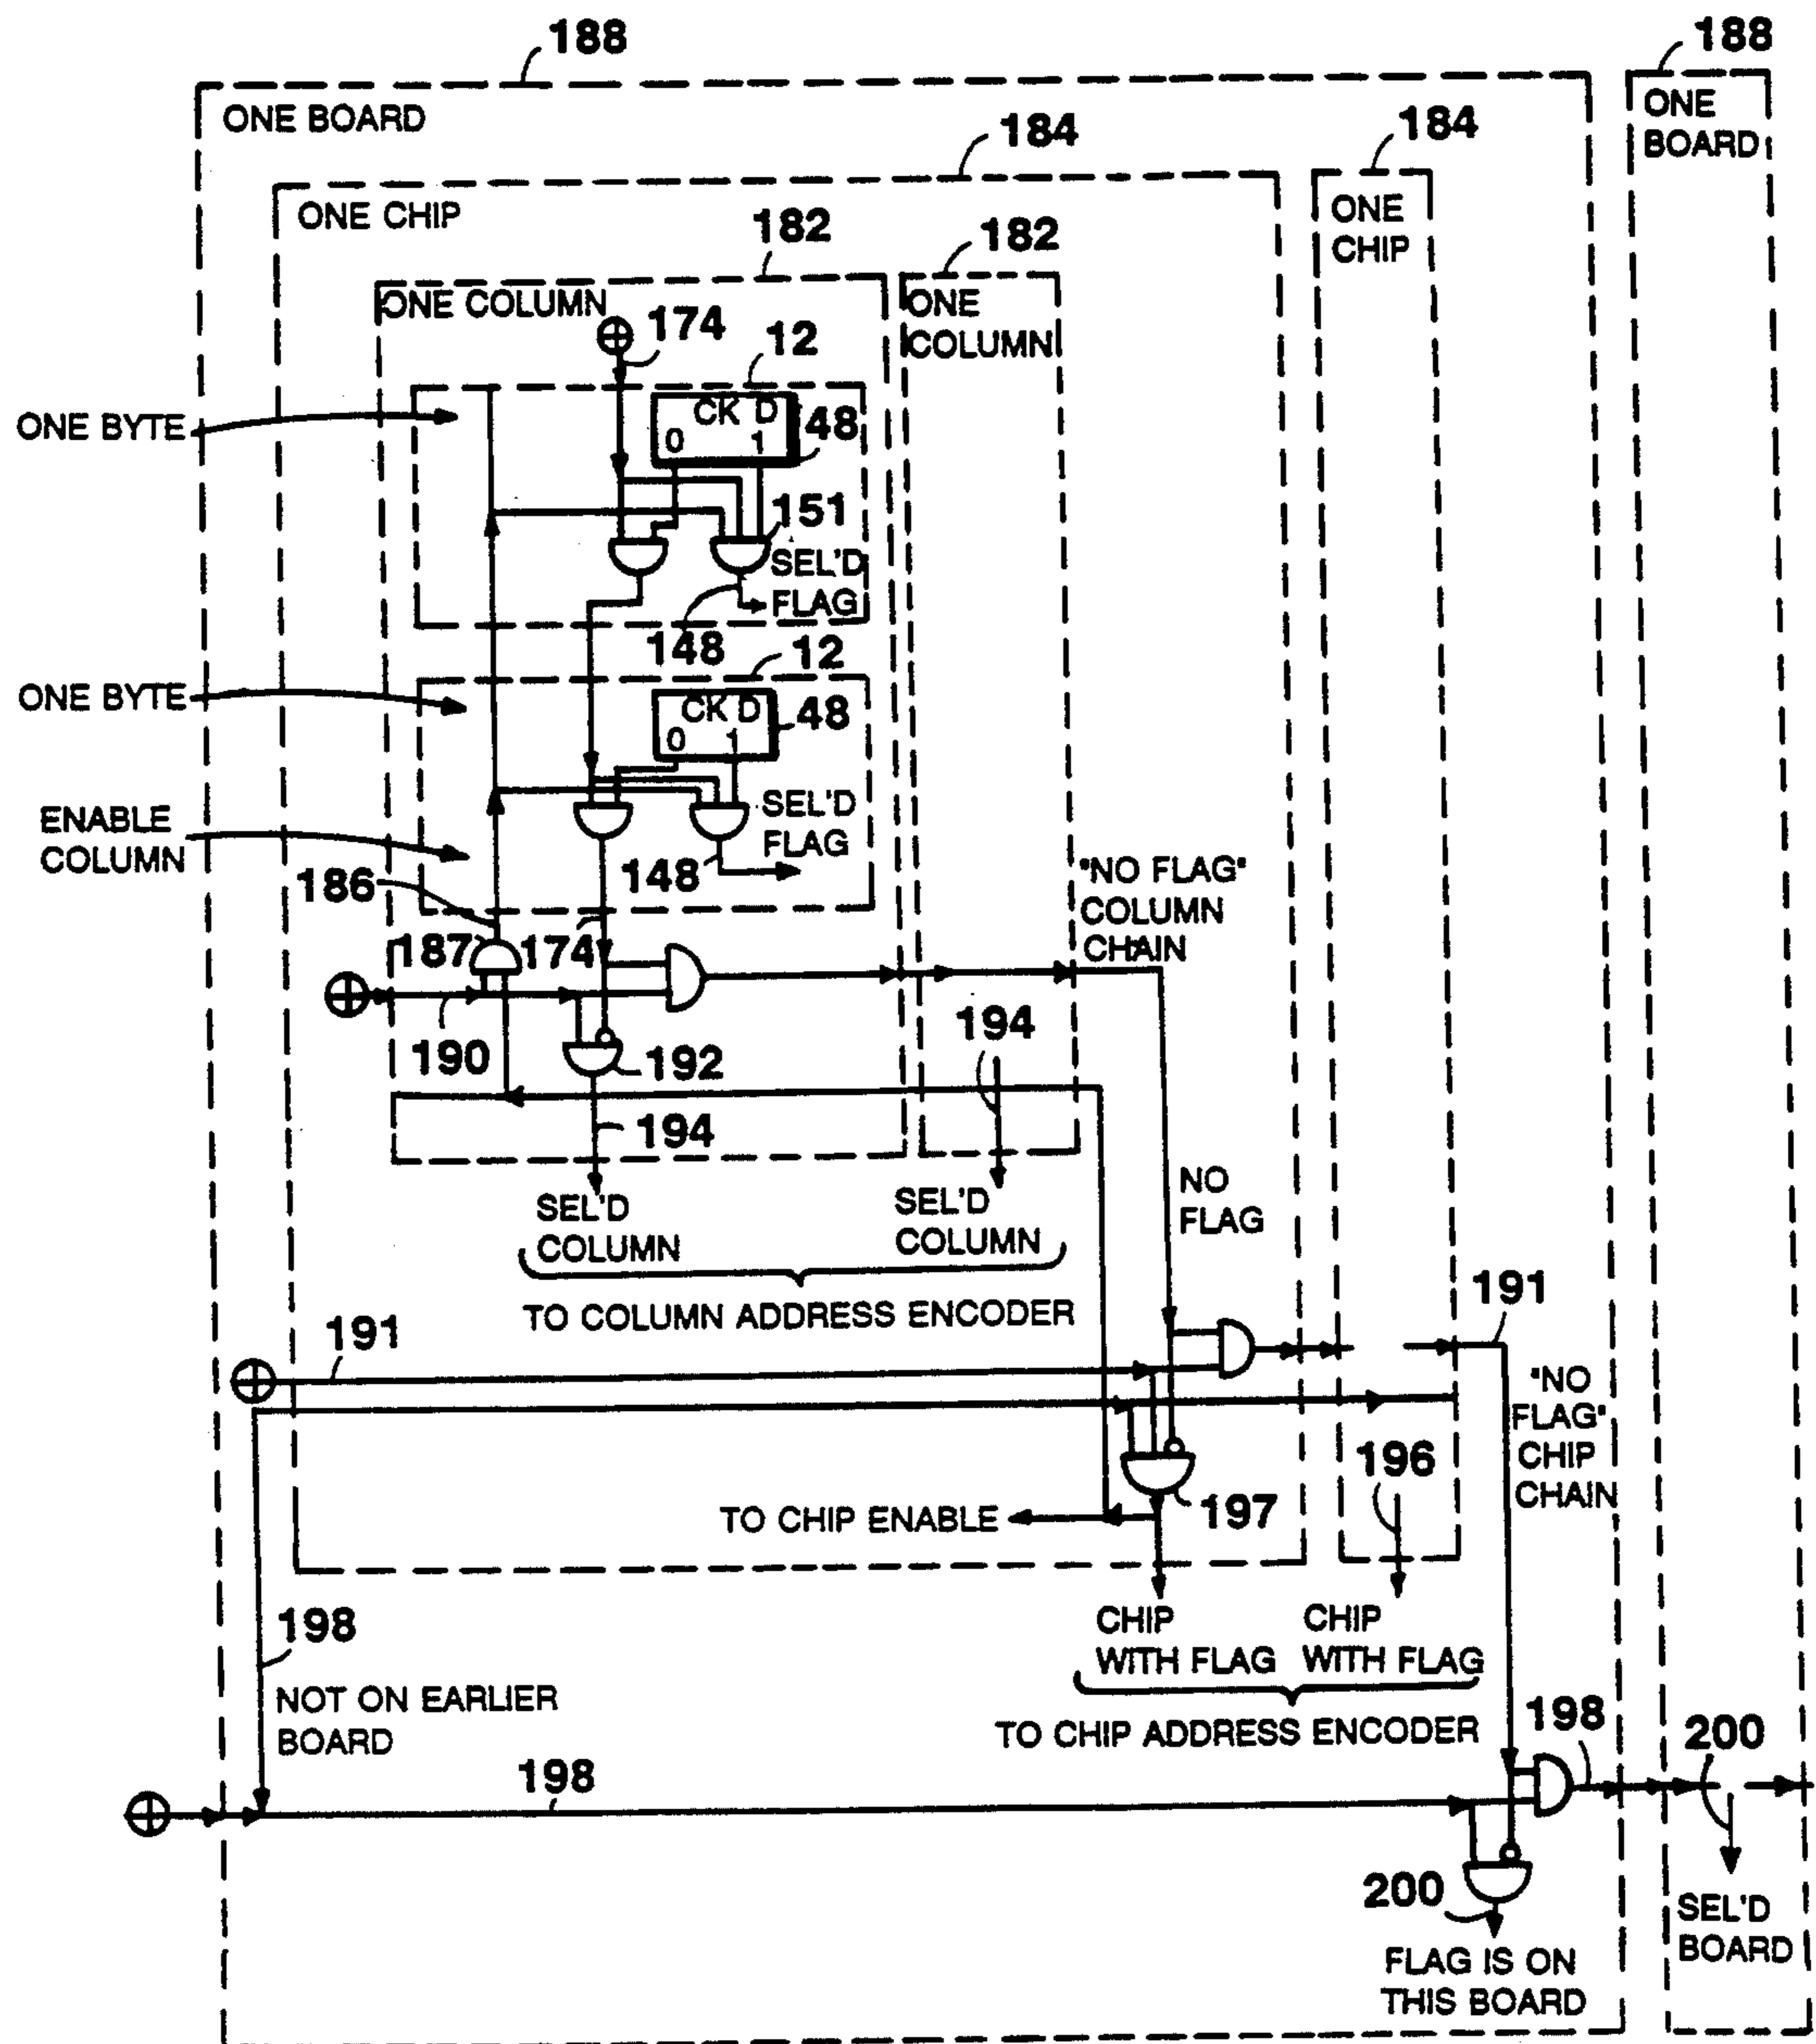 188
188
ONE BOARD
ONE
BOARD
184
184
ONE CHIP
ONE
CHIP
182
182
ONE COLUMN
ONE
COLUMN
174
12
ONE BYTE
CK D
0 1
48
151
SEL'D
FLAG
148
12
ONE BYTE
CK D
0 1
48
ENABLE
COLUMN
SEL'D
FLAG
148
186
"NO FLAG"
COLUMN
CHAIN
187
174
190
192
194
194
SEL'D
COLUMN
SEL'D
COLUMN
NO
FLAG
TO COLUMN ADDRESS ENCODER
191
191
"NO
FLAG"
CHIP
CHAIN
196
197
TO CHIP ENABLE
CHIP
WITH FLAG
CHIP
WITH FLAG
198
NOT ON EARLIER
BOARD
TO CHIP ADDRESS ENCODER
198
198
200
200
SEL'D
BOARD
FLAG IS ON
THIS BOARD